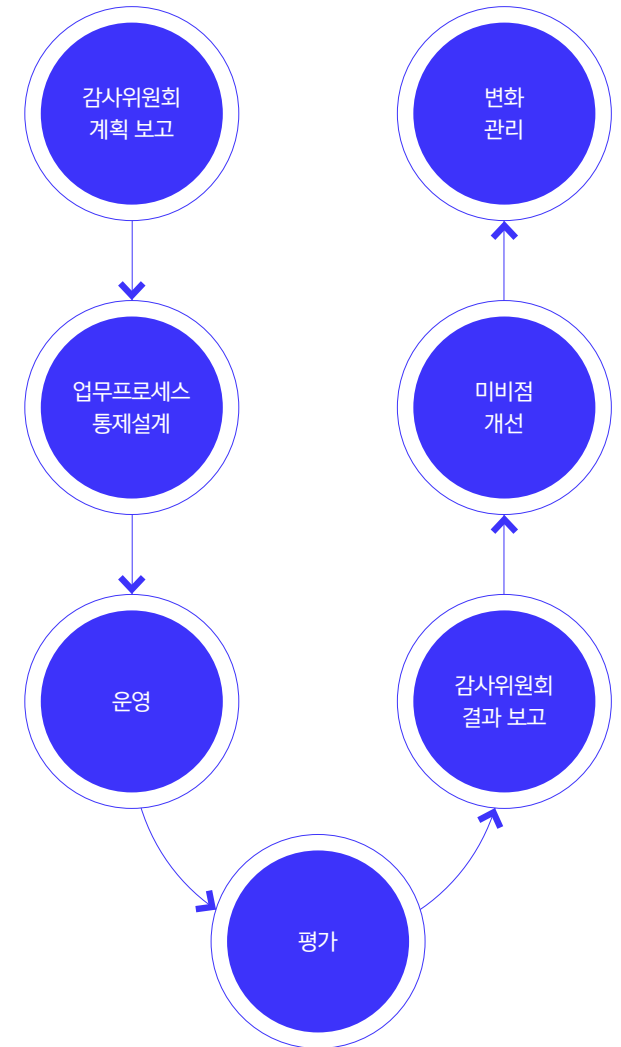 감사위원회
계획 보고
업무프로세스
통제설계
운영
평가
감사위원회
결과 보고
미비점
개선
변화
관리